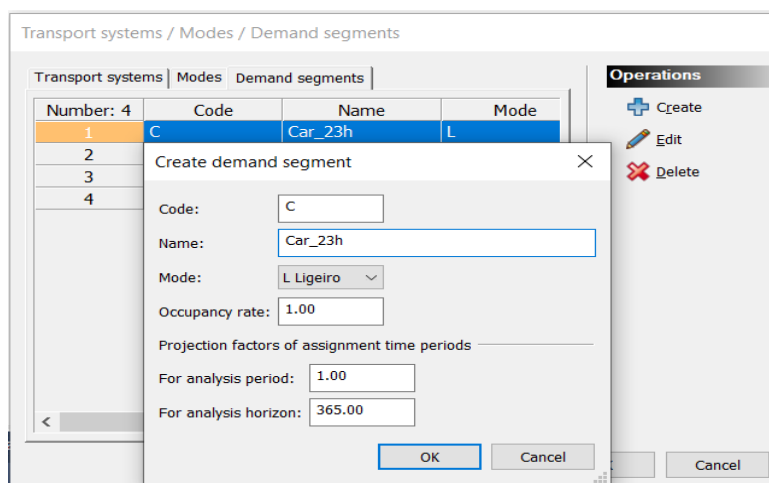 Transport systems / Modes / Demand segments
Transport systems Modes Demand segments
Number: 4 Code Name Mode
1 C Car_23h L
2
3
4
Operations
Create
Edit
Delete
Create demand segment
Code: C
Name: Car_23h
Mode: L Ligeiro
Occupancy rate: 1.00
Projection factors of assignment time periods
For analysis period: 1.00
For analysis horizon: 365.00
OK Cancel
Cancel